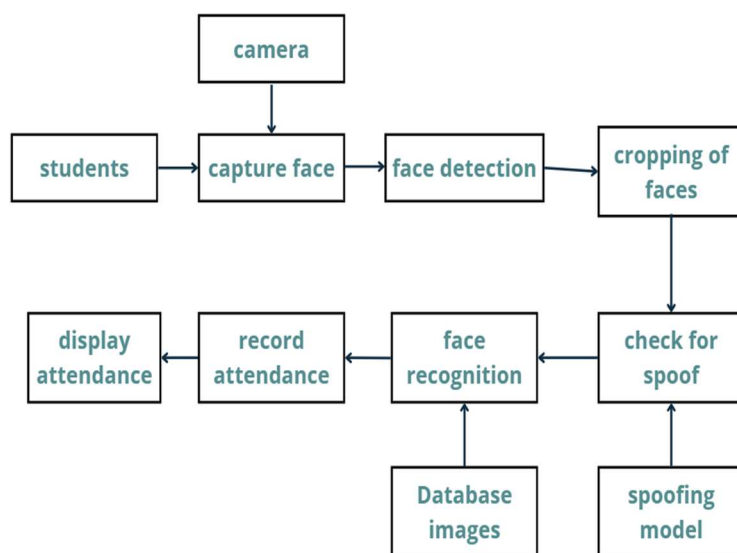 camera
students
capture face
face detection
cropping of
faces
display
attendance
record
attendance
face
recognition
check for
spoof
Database
images
spoofing
model